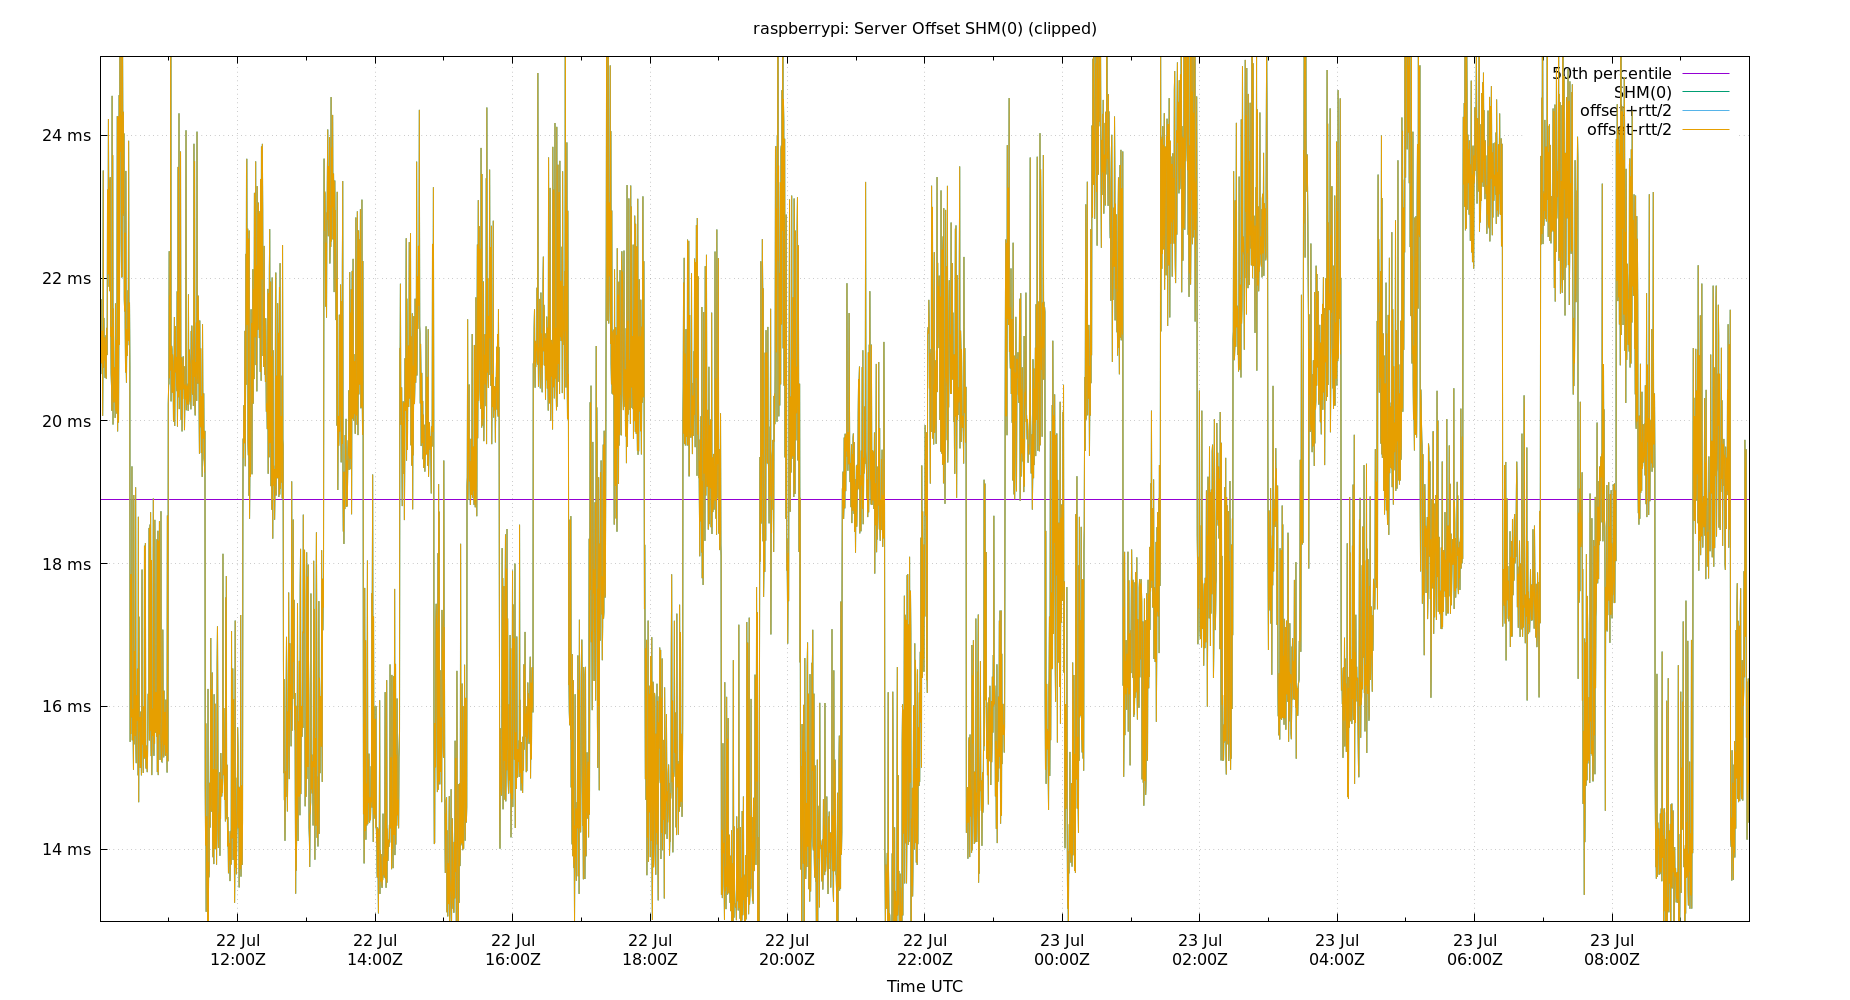 raspberrypi: Server Offset SHM(0) (clipped)
50th percentile
SHM(0)
offset+rtt/2
offset-rtt/2
24 ms
22 ms
20 ms
18 ms
16 ms
14 ms
22 Jul 22 Jul 22 Jul 22 Jul 22 Jul 22 Jul 23 Jul 23 Jul 23 Jul 23 Jul 23 Jul
12:00Z 14:00Z 16:00Z 18:00Z 20:00Z 22:00Z 00:00Z 02:00Z 04:00Z 06:00Z 08:00Z
Time UTC